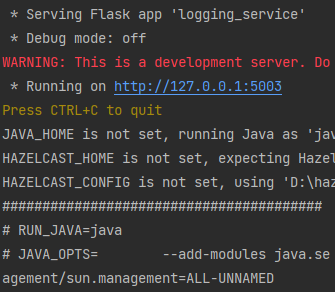 * Serving Flask app 'logging_service'
* Debug mode: off
WARNING: This is a development server. Do
* Running on http://127.0.0.1:5003
Press CTRL+C to quit
JAVA_HOME is not set, running Java as 'jav
HAZELCAST_HOME is not set, expecting Hazel
HAZELCAST_CONFIG is not set, using 'D:\haz
########################################
# RUN_JAVA=java
# JAVA_OPTS=        --add-modules java.se
agement/sun.management=ALL-UNNAMED